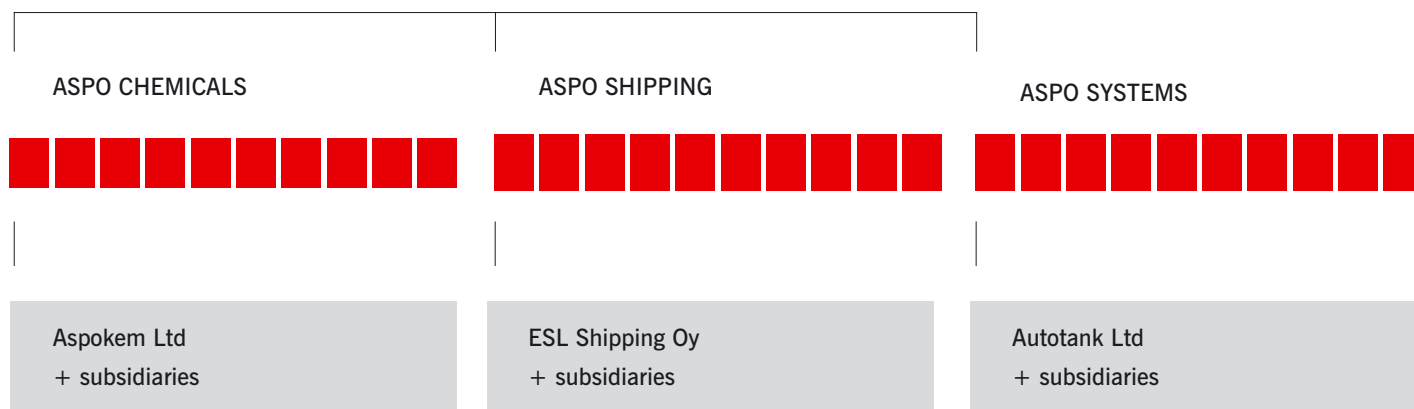 ASPO CHEMICALS
ASPO SHIPPING
ASPO SYSTEMS
Aspokem Ltd
+ subsidiaries
ESL Shipping Oy
+ subsidiaries
Autotank Ltd
+ subsidiaries